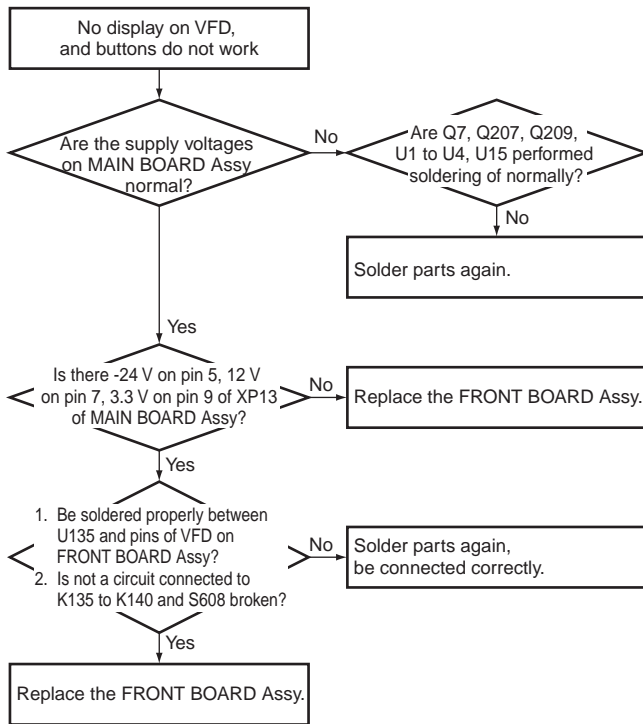 No display on VFD,
and buttons do not work
Are the supply voltages
on MAIN BOARD Assy
normal?
No
Are Q7, Q207, Q209,
U1 to U4, U15 performed
soldering of normally?
No
Solder parts again.
Yes
Is there -24 V on pin 5, 12 V
on pin 7, 3.3 V on pin 9 of XP13
of MAIN BOARD Assy?
No
Replace the FRONT BOARD Assy.
Yes
1. Be soldered properly between
U135 and pins of VFD on
FRONT BOARD Assy?
2. Is not a circuit connected to
K135 to K140 and S608 broken?
No
Solder parts again,
be connected correctly.
Yes
Replace the FRONT BOARD Assy.